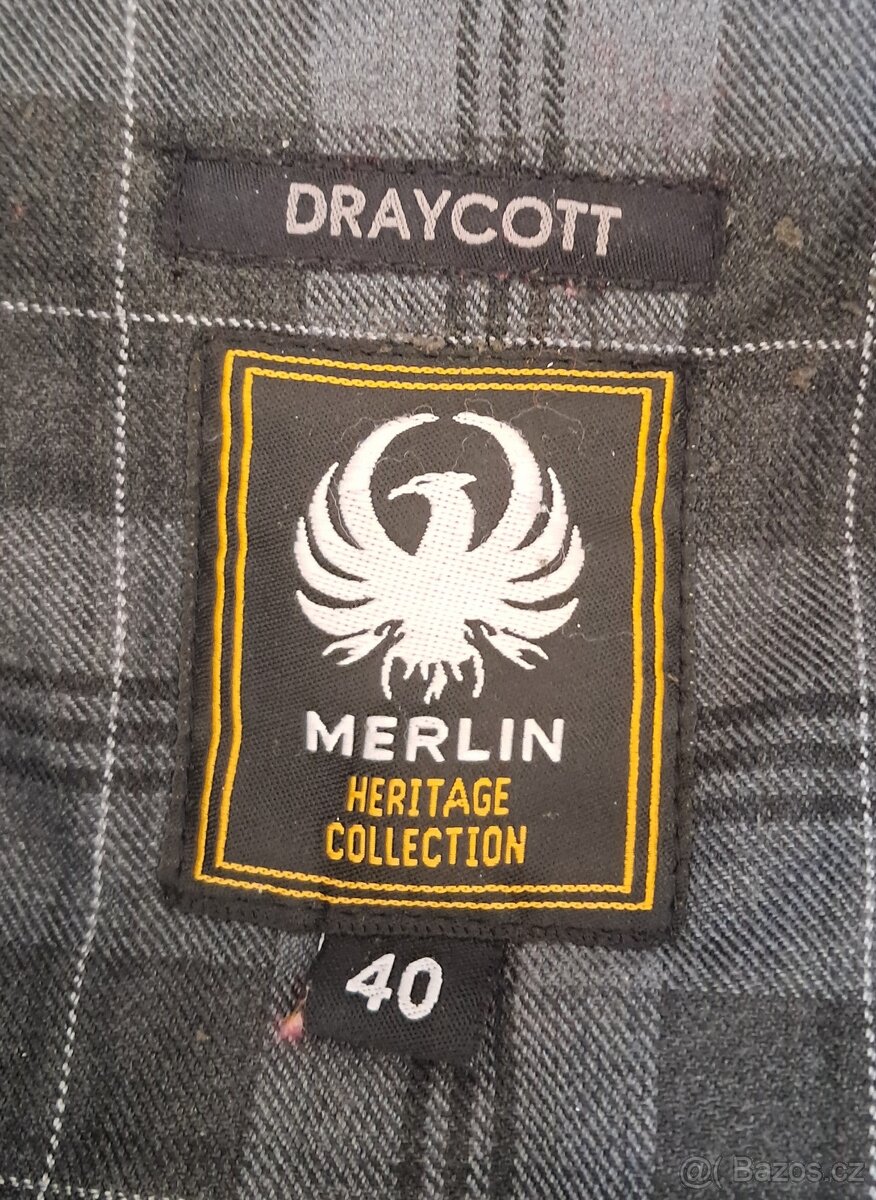 DRAYCOTT
MERLIN
HERITAGE
COLLECTION
40
@( Bazos.cz